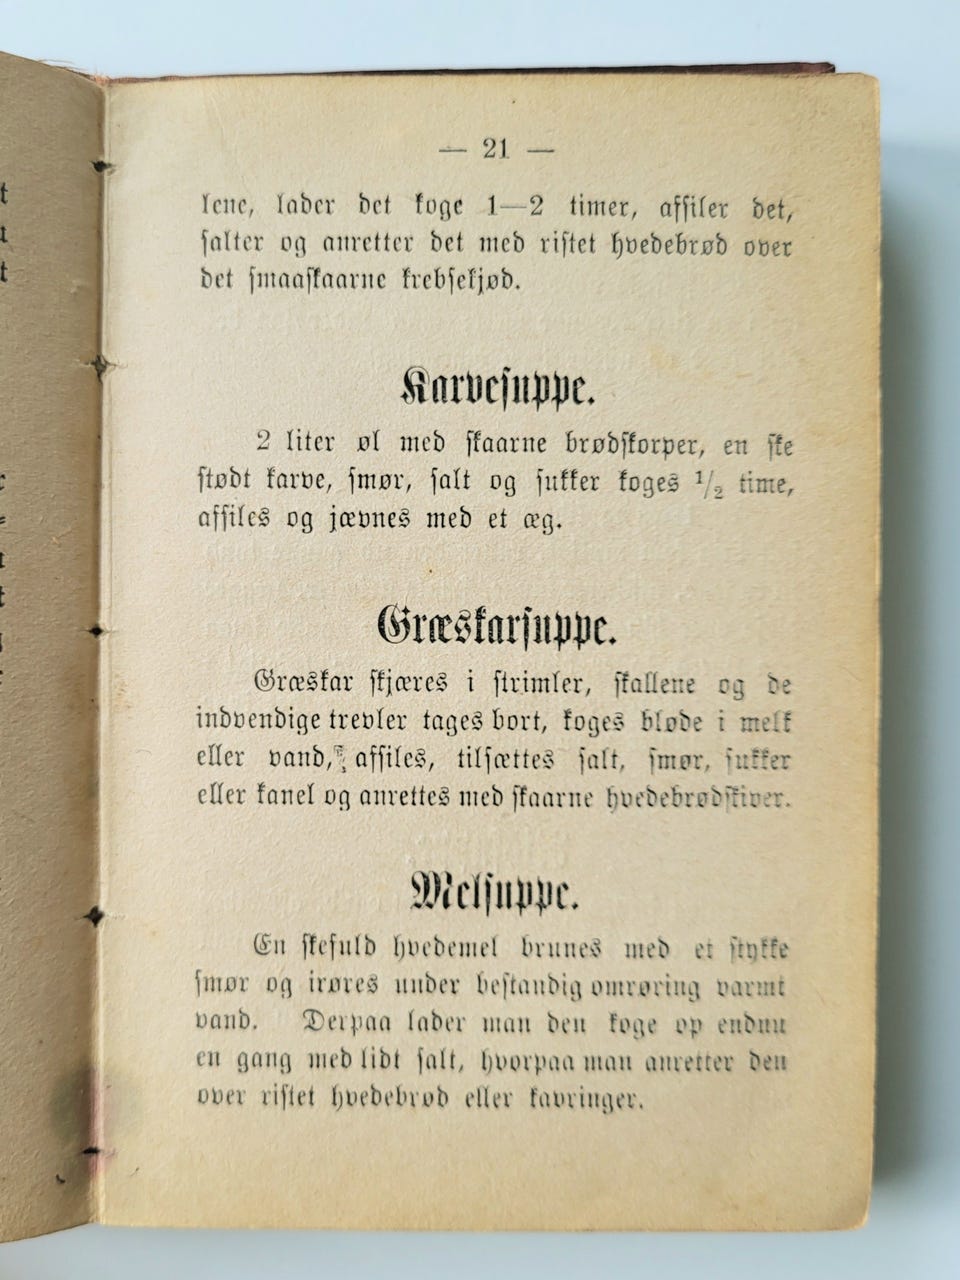 — 21 —
lene, lader det koge 1—2 timer, affiler det,
salter og anretter det med ristet hvedebrød over
det smaaskaarne krebsekjød.
Karvesuppe.
2 liter øl med skaarne brødskorper, en ske
stødt karve, smør, salt og sukker koges 1/2 time,
affiles og jævnes med et æg.
Græskarsuppe.
Græskar skjæres i strimler, skallene og de
indvendige trevler tages bort, koges bløde i melk
eller vand, affiles, tilsættes salt, smør, sukker
eller kanel og anrettes med skaarne hvedebrødskiver.
Melsuppe.
En skefuld hvedemel brunes med et stykke
smør og irøres under bestandig omrøring varmt
vand. Derpaa lader man den koge op endnu
en gang med lidt salt, hvorpaa man anretter den
over ristet hvedebrød eller kavringer.